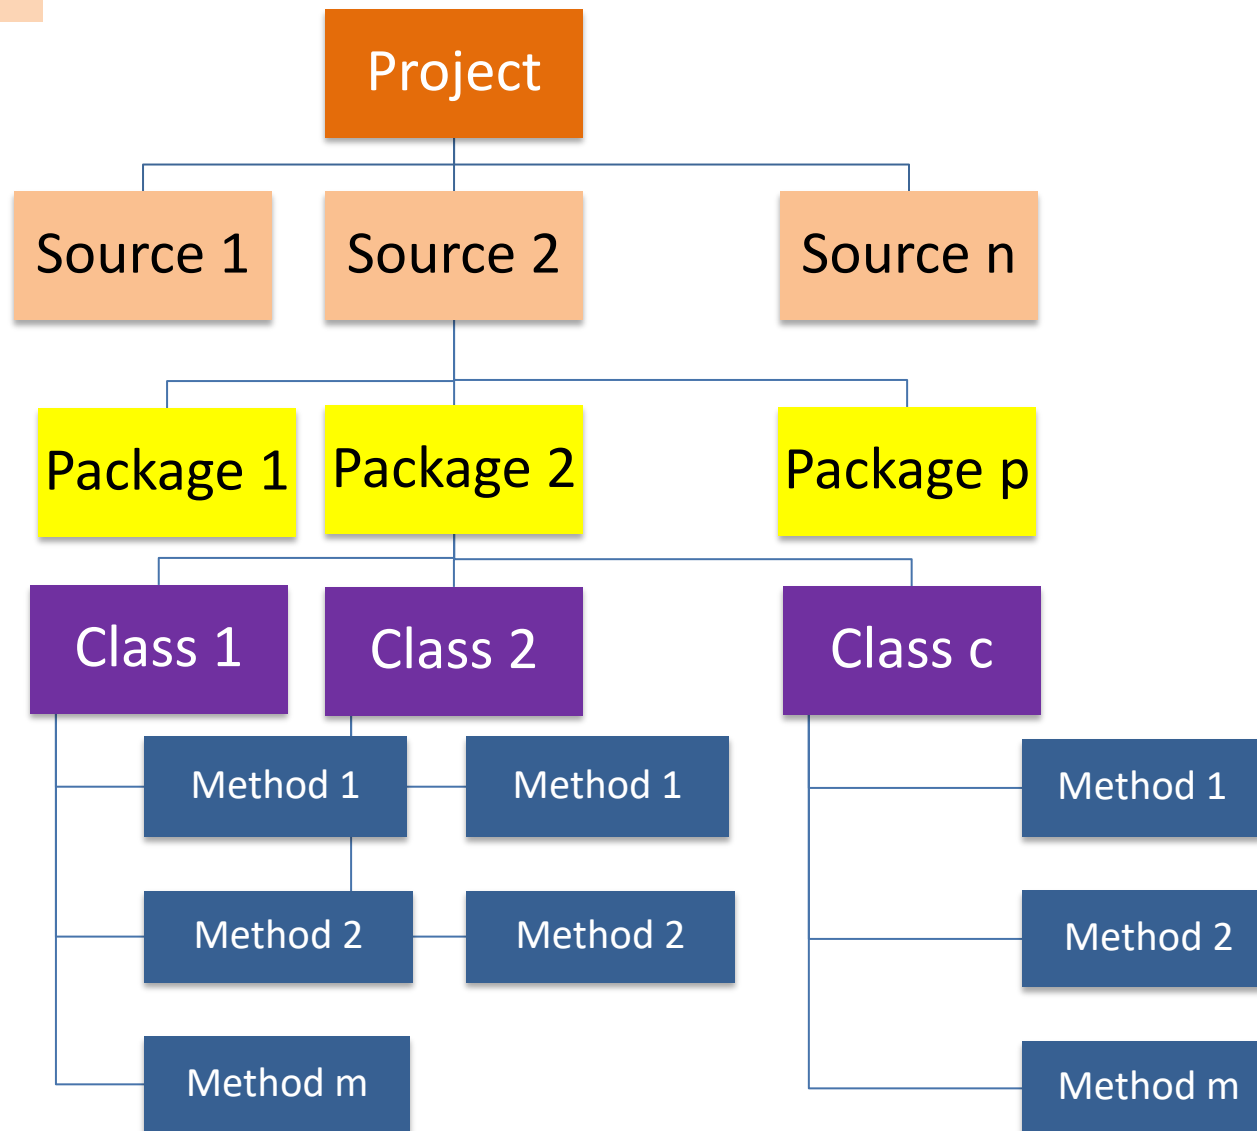 Project
Source 1
Source 2
Source n
Package 1
Package 2
Package p
Class 1
Class 2
Class c
Method 1
Method 1
Method 1
Method 2
Method 2
Method 2
Method m
Method m